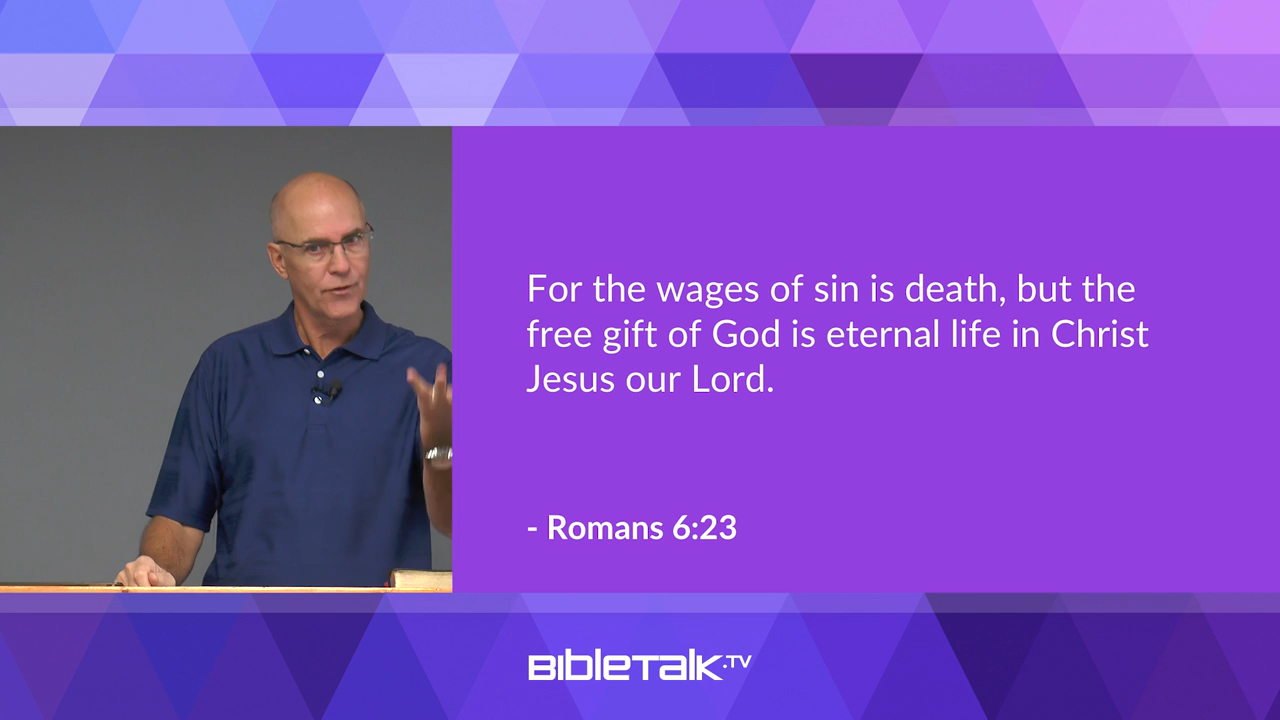 For the wages of sin is death, but the
free gift of God is eternal life in Christ
Jesus our Lord.
- Romans 6:23
BIBLETALK.TV